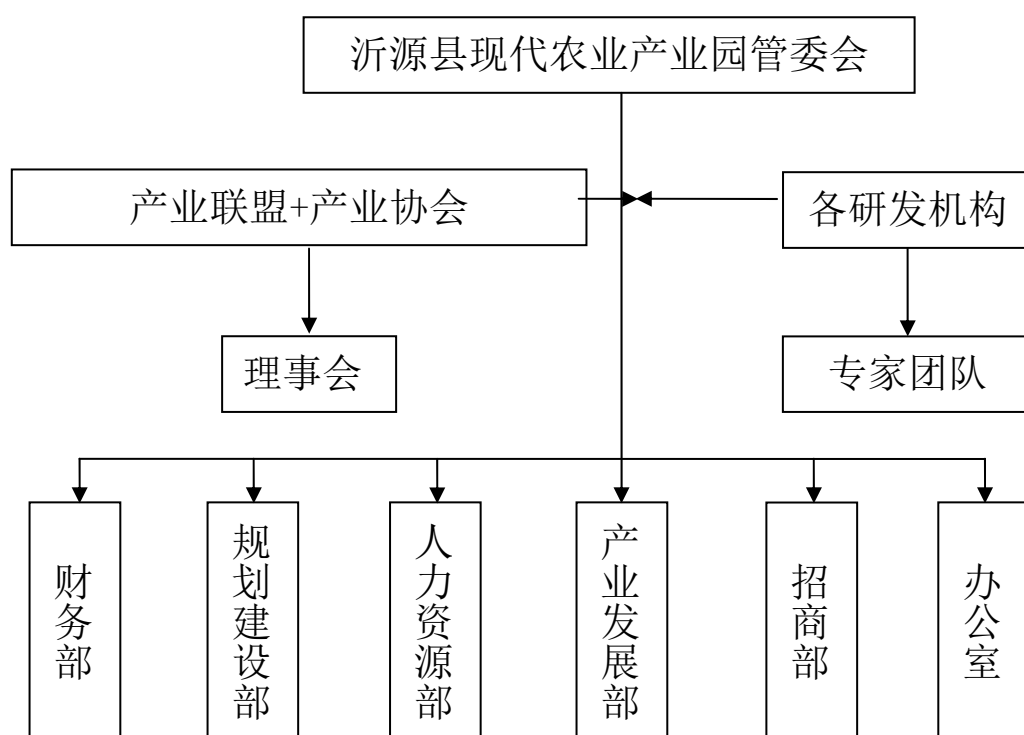 沂源县现代农业产业园管委会
产业联盟+产业协会
各研发机构
理事会
专家团队
财务部
规划建设部
人力资源部
产业发展部
招商部
办公室